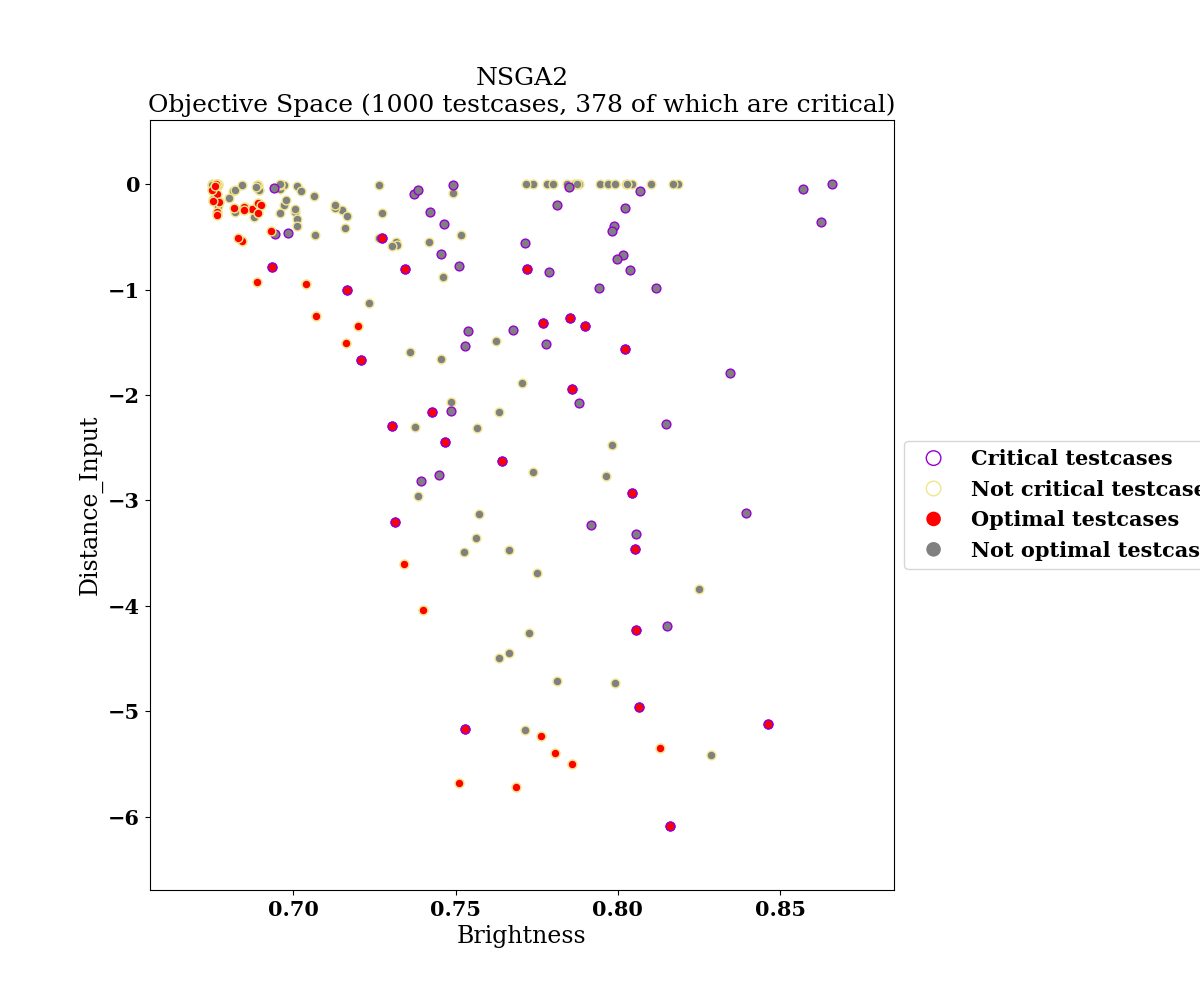 NSGA2
Objective Space (1000 testcases, 378 of which are critical)
0
−1
−2
−3
−4
−5
−6
Distance_Input
0.70 0.75 0.80 0.85
Brightness
Critical testcases
Not critical testcase
Optimal testcases
Not optimal testcas